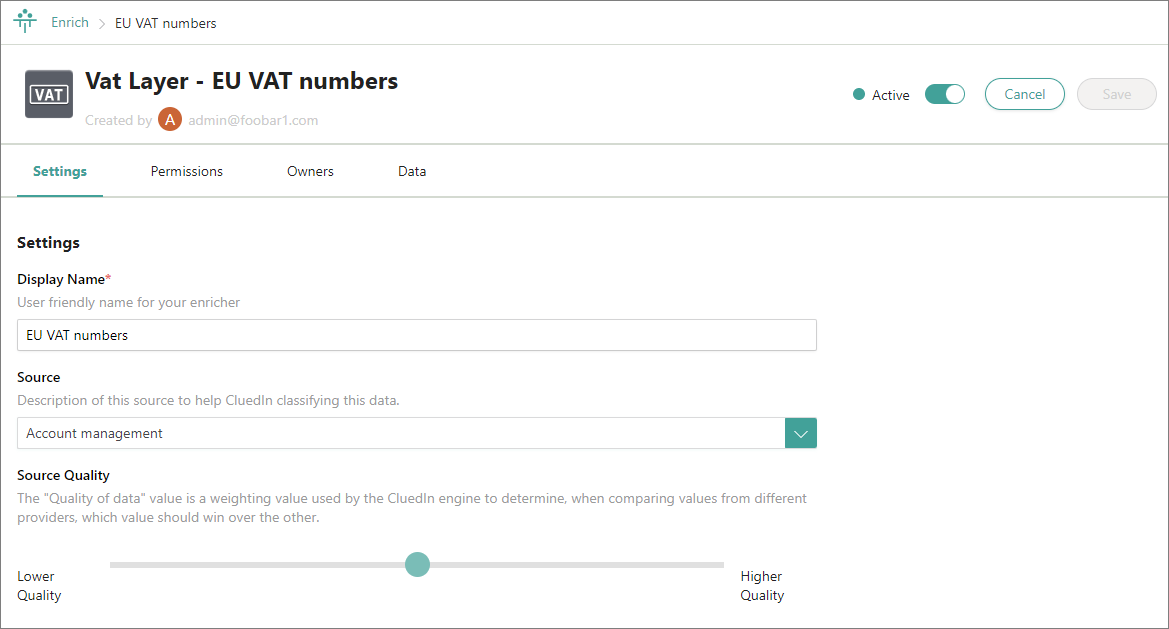 Enrich > EU VAT numbers
VAT
Vat Layer - EU VAT numbers
Created by A admin@foobar1.com
Active
Cancel
Save
Settings
Permissions
Owners
Data
Settings
Display Name*
User friendly name for your enricher
EU VAT numbers
Source
Description of this source to help CluedIn classifying this data.
Account management
Source Quality
The "Quality of data" value is a weighting value used by the CluedIn engine to determine, when comparing values from different
providers, which value should win over the other.
Lower
Quality
Higher
Quality